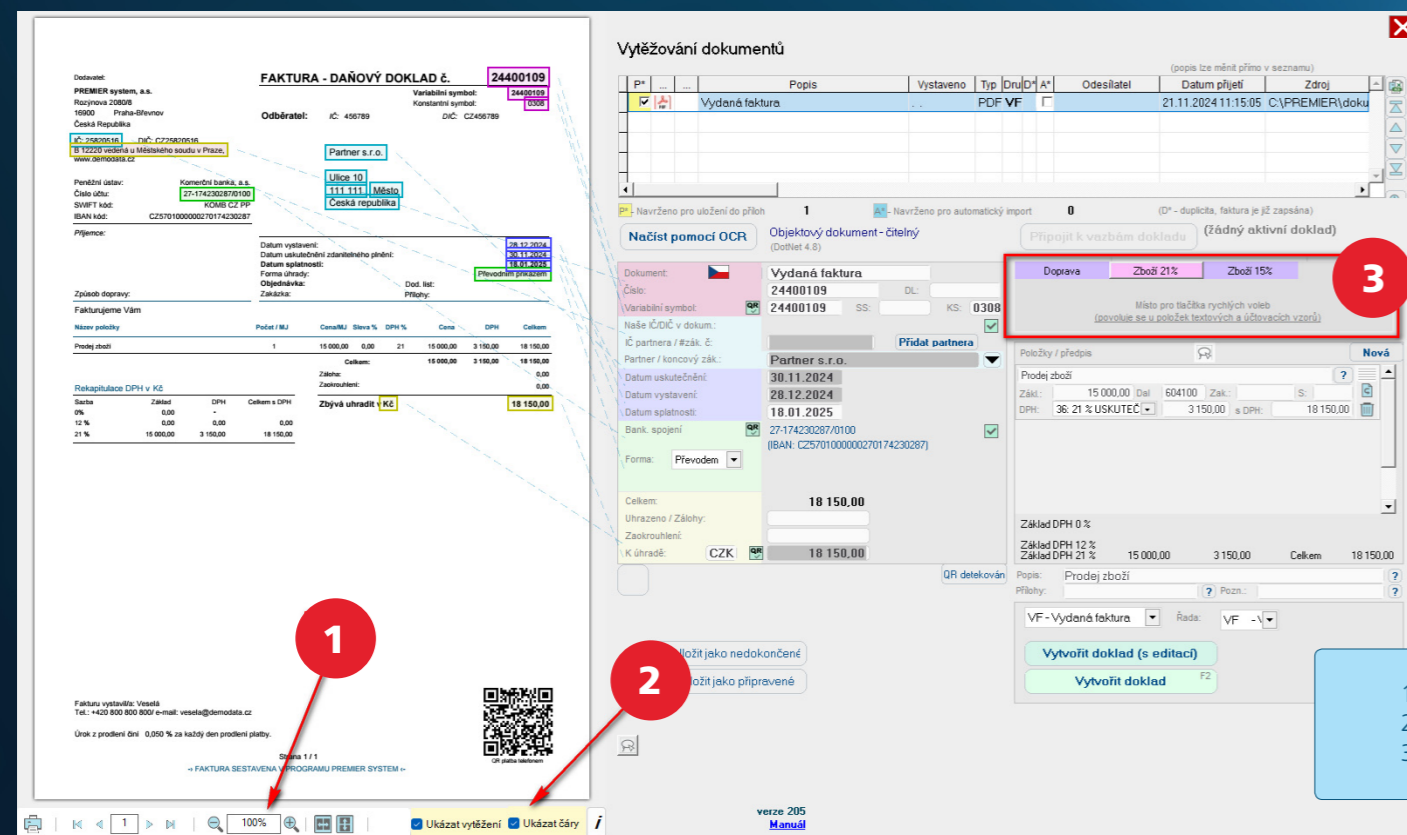 Dodavatel:
PREMIER system, a.s.
Rozýnova 2080/8
16900 Praha-Břevnov
Česká Republika
IČ: 25820516 DIČ: CZ25820516
B 12220 vedená u Městského soudu v Praze,
www.demodata.cz
Peněžní ústav: Komerční banka, a.s.
Číslo účtu: 27-174230287/0100
SWIFT kód: KOMB CZ PP
IBAN kód: CZ5701000000270174230287
Příjemce:
Způsob dopravy:
FAKTURA - DAŇOVÝ DOKLAD č. 24400109
Variabilní symbol: 24400109
Konstantní symbol: 0308
Odběratel: IČ: 456789 DIČ: CZ456789
Partner s.r.o.
Ulice 10
111 111 Město
Česká republika
Datum vystavení: 28.12.2024
Datum uskutečnění zdanitelného plnění: 30.11.2024
Datum splatnosti: 18.01.2025
Forma úhrady: Převodním příkazem
Objednávka: Dod. list:
Zakázka: Přílohy:
Fakturujeme Vám
Název položky Počet / MJ Cena/MJ Sleva % DPH % Cena DPH Celkem
Prodej zboží 1 15 000,00 0,00 21 15 000,00 3 150,00 18 150,00
Celkem: 15 000,00 3 150,00 18 150,00
Záloha: 0,00
Zaokrouhlení: 0,00
Zbývá uhradit v Kč 18 150,00
Rekapitulace DPH v Kč
Sazba Základ DPH Celkem s DPH
0% 0,00 -
12 % 0,00 0,00 0,00
21 % 15 000,00 3 150,00 18 150,00
1
Fakturu vystavil/a: Veselá
Tel.: +420 800 800 800/ e-mail: vesela@demodata.cz
Úrok z prodlení činí 0,050 % za každý den prodlení platby.
QR platba telefonem
Strana 1 / 1
-= FAKTURA SESTAVENA V PROGRAMU PREMIER SYSTEM =-
1 100% Ukázat vytěžení Ukázat čáry i
Vytěžování dokumentů
(popis lze měnit přímo v seznamu)
P* ... ... Popis Vystaveno Typ Dru D* A* Odesílatel Datum přijetí Zdroj
Vydaná faktura . . PDF VF 21.11.2024 11:15:05 C:\PREMIER\doku
P* - Navrženo pro uložení do příloh 1 A* - Navrženo pro automatický import 0 (D* - duplicita, faktura je již zapsána)
Načíst pomocí OCR
Objektový dokument - čitelný
(DotNet 4.8)
Připojit k vazbám dokladu (žádný aktivní doklad)
Dokument: Vydaná faktura
Číslo: 24400109 DL:
Variabilní symbol: QR 24400109 SS: KS: 0308
Naše IČ/DIČ v dokum.:
IČ partnera / #zák. č: Přidat partnera
Partner / koncový zák.: Partner s.r.o.
Datum uskutečnění: 30.11.2024
Datum vystavení: 28.12.2024
Datum splatnosti: 18.01.2025
Bank. spojení QR 27-174230287/0100
(IBAN: CZ5701000000270174230287)
Forma: Převodem
Celkem: 18 150,00
Uhrazeno / Zálohy:
Zaokrouhlení:
K úhradě: CZK QR 18 150,00
QR detekován
2
ložit jako nedokončené
ložit jako připravené
verze 205
Manuál
Doprava Zboží 21% Zboží 15%
3
Místo pro tlačítka rychlých voleb
(povoluje se u položek textových a účtovacích vzorů)
Položky / předpis Nová
Prodej zboží ?
Zákl.: 15 000,00 Dal 604100 Zak.: S:
DPH: 36: 21 % USKUTEČ 3 150,00 s DPH: 18 150,00
Základ DPH 0 %
Základ DPH 12 %
Základ DPH 21 % 15 000,00 3 150,00 Celkem 18 150,00
Popis: Prodej zboží ?
Přílohy: ? Pozn.: ?
VF - Vydaná faktura Řada: VF
Vytvořit doklad (s editací)
Vytvořit doklad F2